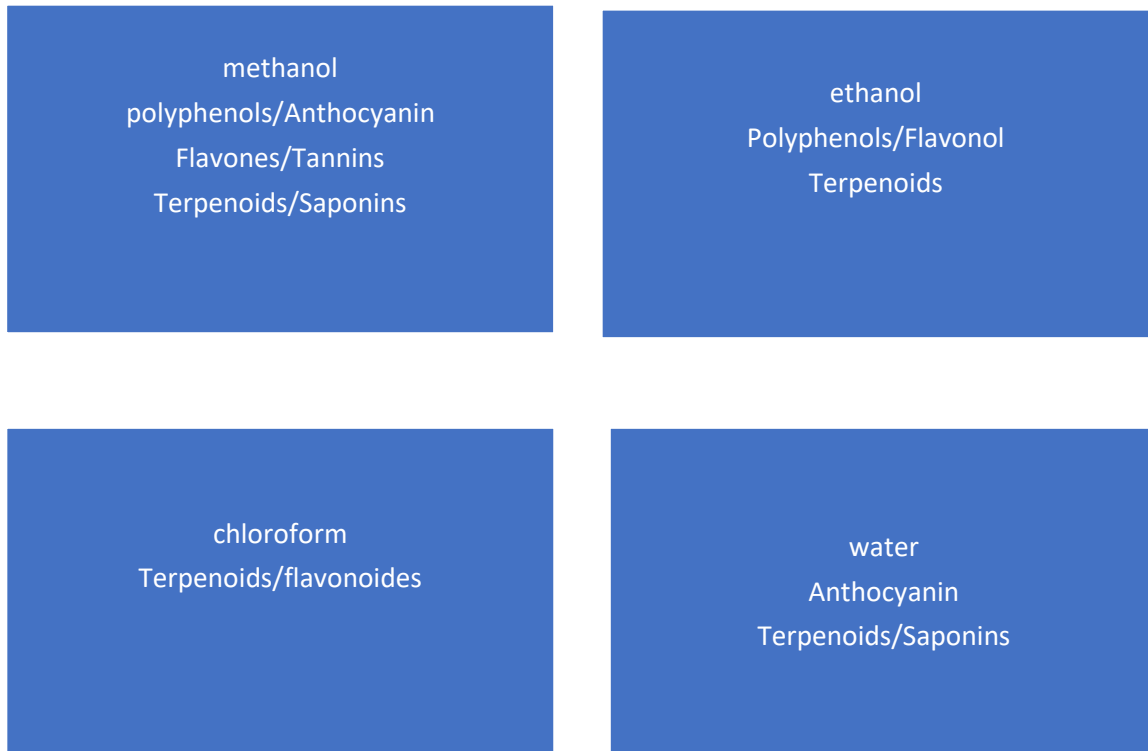 methanol
polyphenols/Anthocyanin
Flavones/Tannins
Terpenoids/Saponins
ethanol
Polyphenols/Flavonol
Terpenoids
chloroform
Terpenoids/flavonoides
water
Anthocyanin
Terpenoids/Saponins